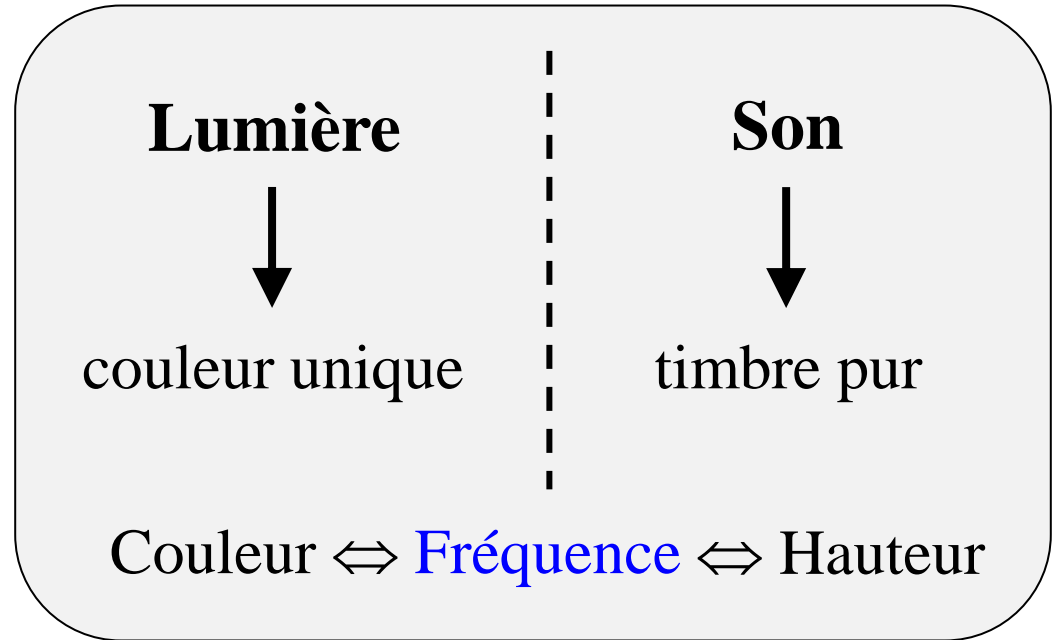 Lumière
Son
couleur unique
timbre pur
Couleur ⇔ Fréquence ⇔ Hauteur